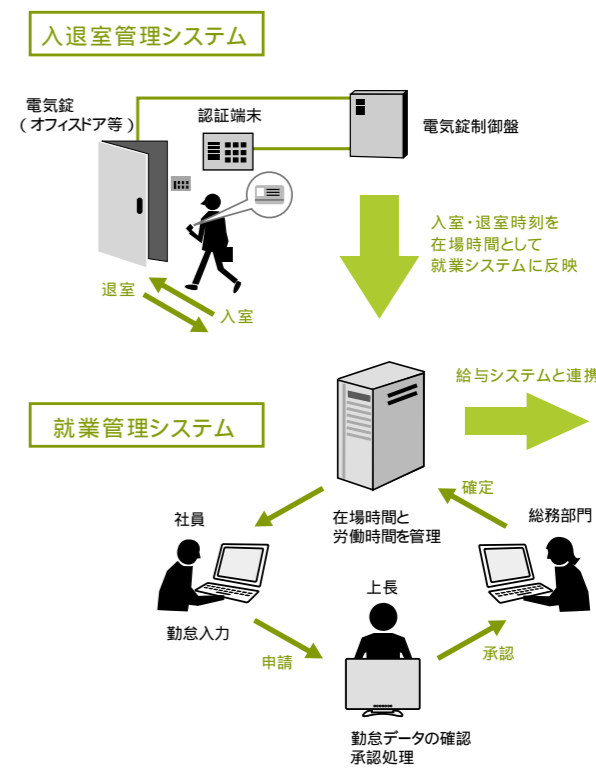 入退室管理システム
電気錠
(オフィスドア等)
認証端末
電気錠制御盤
入室・退室時刻を
在場時間として
就業システムに反映
退室
入室
給与システムと連携
就業管理システム
確定
社員
在場時間と
労働時間を管理
総務部門
上長
勤怠入力
申請
承認
勤怠データの確認
承認処理